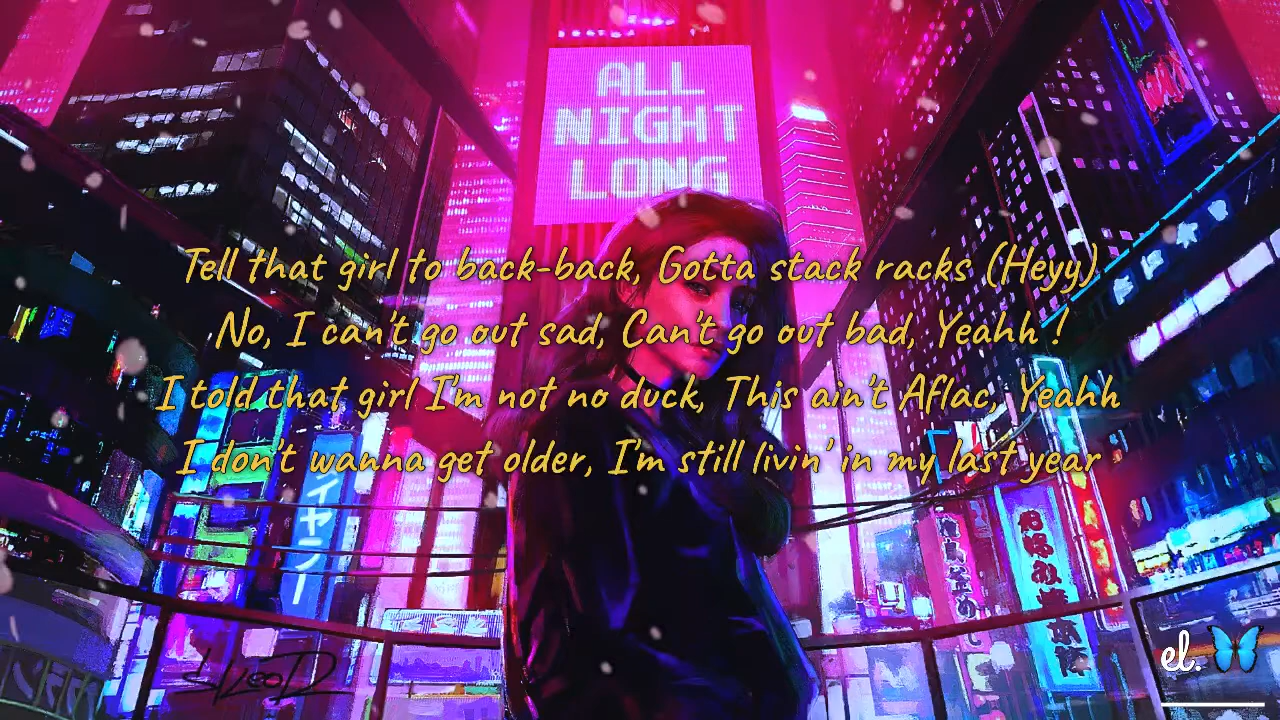 ALL
NIGHT
LONG
Tell that girl to back-back, Gotta stack racks (Heyy)
No, I can't go out sad, Can't go out bad, Yeahh !
I told that girl I'm not no duck, This ain't Aflac, Yeahh
I don't wanna get older, I'm still livin' in my last year
el.